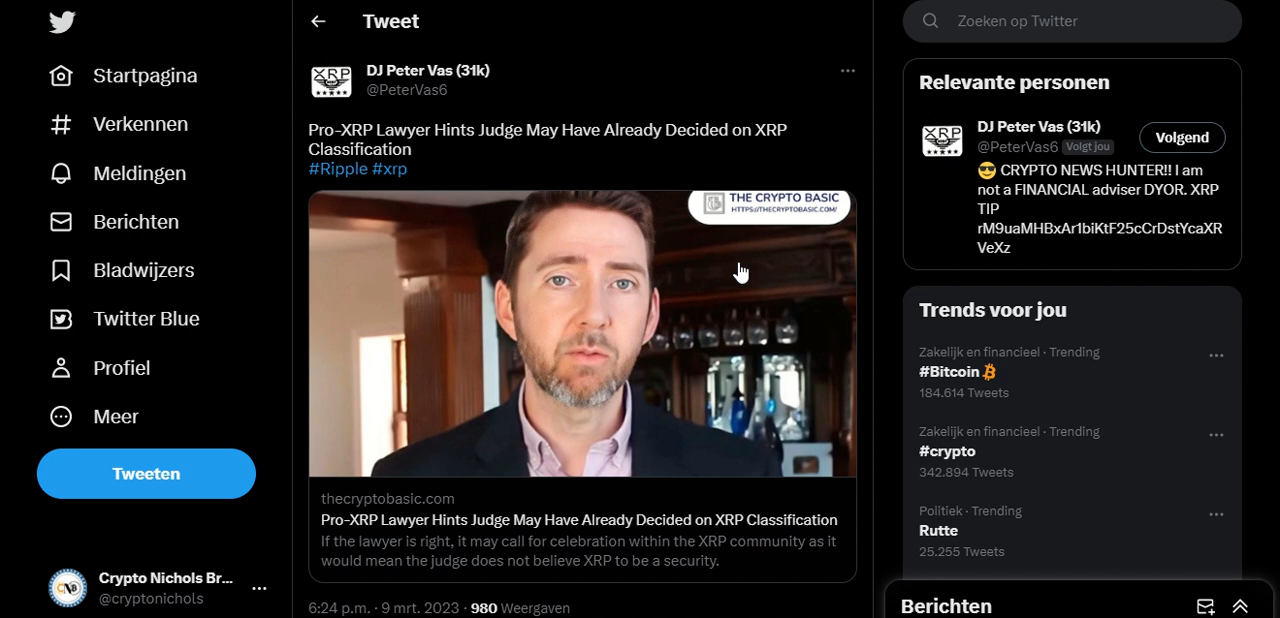 Startpagina
Verkennen
Meldingen
Berichten
Bladwijzers
Twitter Blue
Profiel
Meer
Tweeten
Crypto Nichols Br...
@cryptonichols
Tweet
XRP
DJ Peter Vas (31k)
@PeterVas6
Pro-XRP Lawyer Hints Judge May Have Already Decided on XRP
Classification
#Ripple #xrp
THE CRYPTO BASIC
HTTPS://THECRYPTOBASIC.COM/
thecryptobasic.com
Pro-XRP Lawyer Hints Judge May Have Already Decided on XRP Classification
If the lawyer is right, it may call for celebration within the XRP community as it
would mean the judge does not believe XRP to be a security.
6:24 p.m. · 9 mrt. 2023 · 980 Weergaven
Zoeken op Twitter
Relevante personen
XRP
DJ Peter Vas (31k)
@PeterVas6 Volgt jou
Volgend
😎 CRYPTO NEWS HUNTER!! I am
not a FINANCIAL adviser DYOR. XRP
TIP
rM9uaMHBxAr1biKtF25cCrDstYcaXR
VeXz
Trends voor jou
Zakelijk en financieel · Trending
#Bitcoin
184.614 Tweets
Zakelijk en financieel · Trending
#crypto
342.894 Tweets
Politiek · Trending
Rutte
25.255 Tweets
Berichten